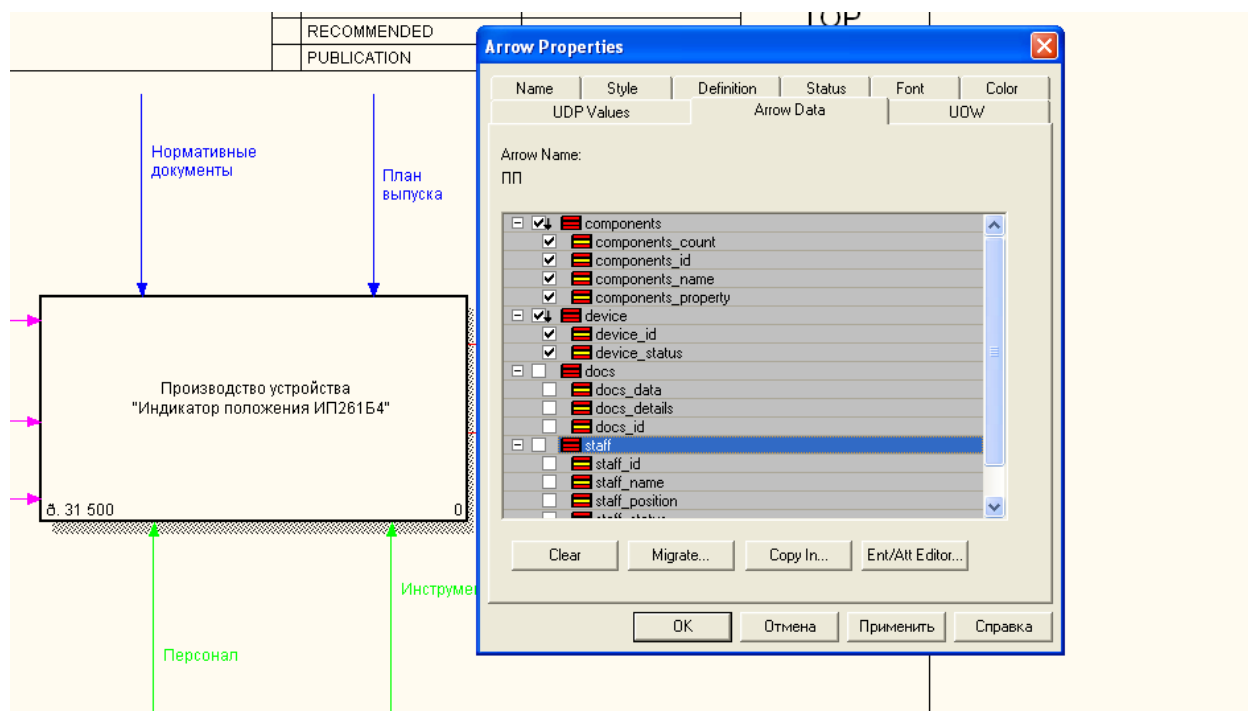 TOP
RECOMMENDED
PUBLICATION
Нормативные
документы
План
выпуска
Производство устройства
"Индикатор положения ИП261Б4"
ð. 31 500
0
Персонал
Arrow Properties
Name
Style
Definition
Status
Font
Color
UDP Values
Arrow Data
UOW
Arrow Name:
ПП
components
components_count
components_id
components_name
components_property
device
device_id
device_status
docs
docs_data
docs_details
docs_id
staff
staff_id
staff_name
staff_position
Clear
Migrate...
Copy In...
Ent/Att Editor...
OK
Отмена
Применить
Справка